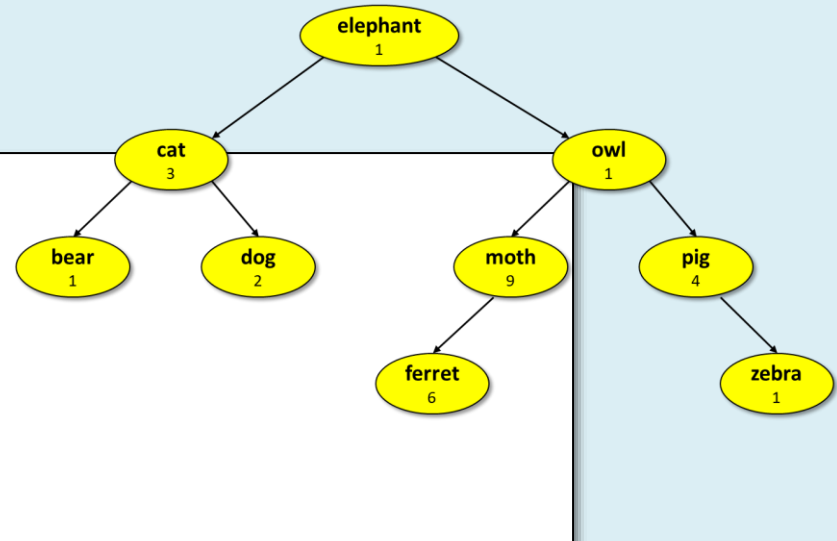 elephant
1
cat
3
owl
1
bear
1
dog
2
moth
9
pig
4
ferret
6
zebra
1